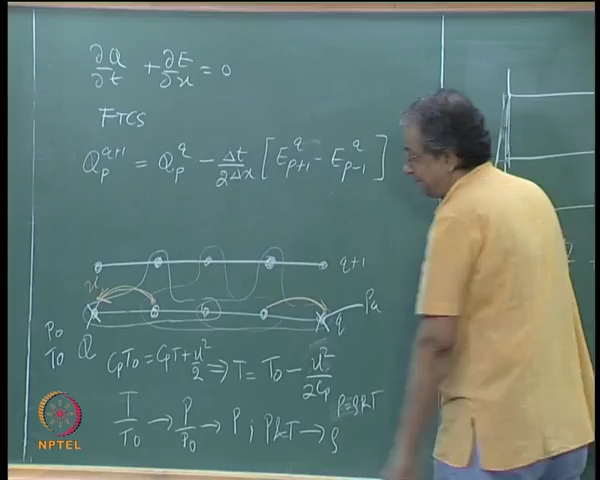 ∂Q/∂t + ∂E/∂x = 0
FTCS
Q_p^{q+1} = Q_p^q - Δt/2Δx [E_{p+1}^q - E_{p-1}^q]
q+1
u
Pa
q
P0
T0 Q CpT0 = CpT + u²/2 ⇒ T = T0 - u²/2Cp
P=ρRT
T/T0 → P/P0 → P ; P&T → ρ
NPTEL